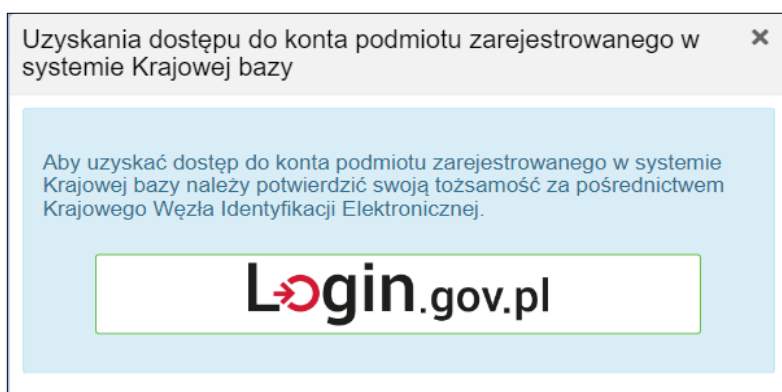 Uzyskania dostępu do konta podmiotu zarejestrowanego w
systemie Krajowej bazy
Aby uzyskać dostęp do konta podmiotu zarejestrowanego w systemie
Krajowej bazy należy potwierdzić swoją tożsamość za pośrednictwem
Krajowego Węzła Identyfikacji Elektronicznej.
Login.gov.pl